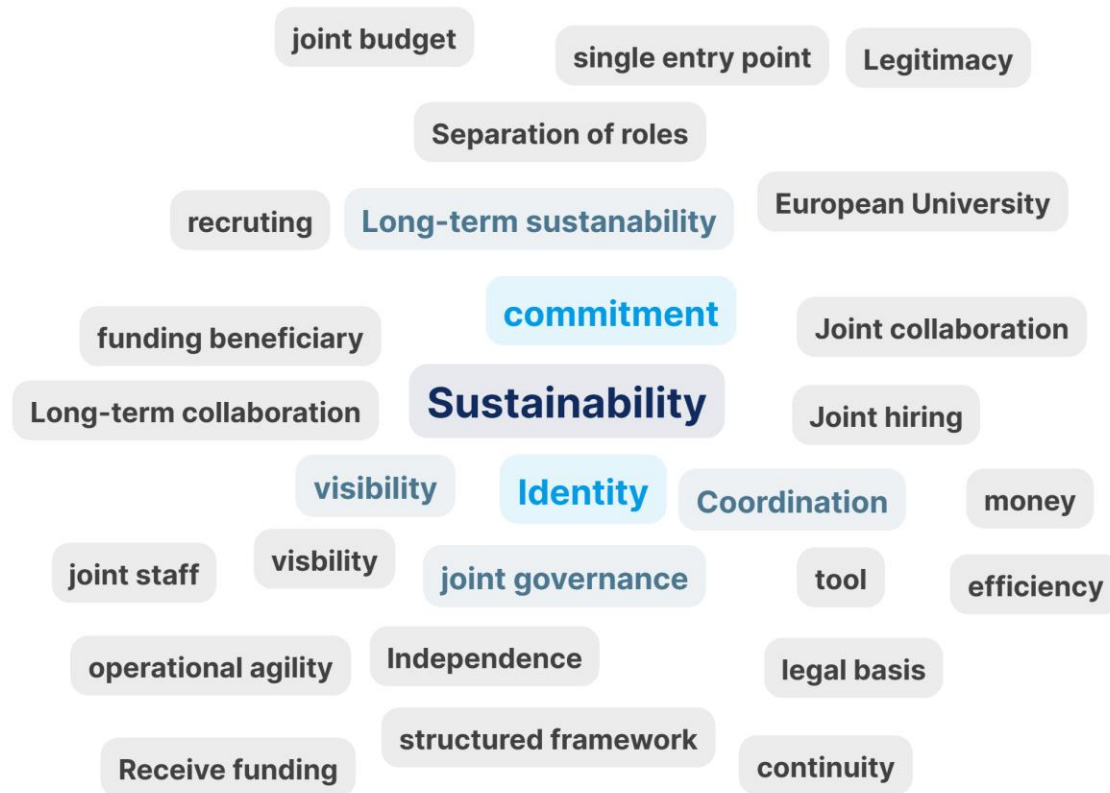 joint budget
single entry point
Legitimacy
Separation of roles
European University
recruting
Long-term sustanability
commitment
Joint collaboration
funding beneficiary
Sustainability
Long-term collaboration
Joint hiring
visibility
Identity
Coordination
money
visbility
joint staff
joint governance
tool
efficiency
operational agility
Independence
legal basis
structured framework
Receive funding
continuity